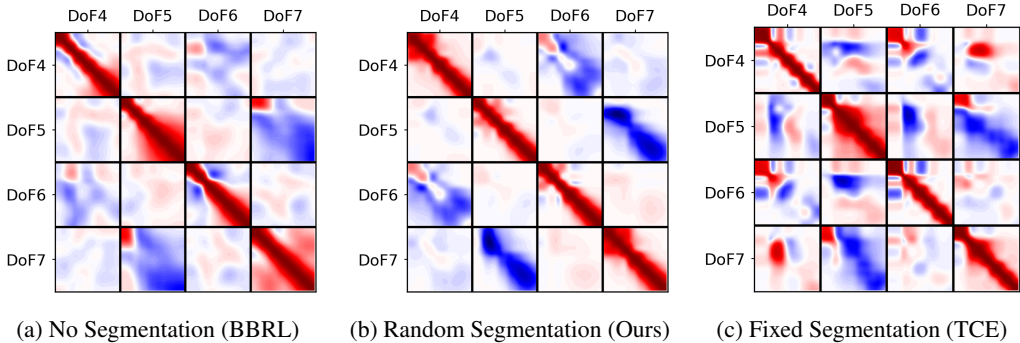 DoF4 DoF5 DoF6 DoF7 DoF4 DoF5 DoF6 DoF7 DoF4 DoF5 DoF6 DoF7
DoF4 DoF4 DoF4
DoF5 DoF5 DoF5
DoF6 DoF6 DoF6
DoF7 DoF7 DoF7
(a) No Segmentation (BBRL) (b) Random Segmentation (Ours) (c) Fixed Segmentation (TCE)